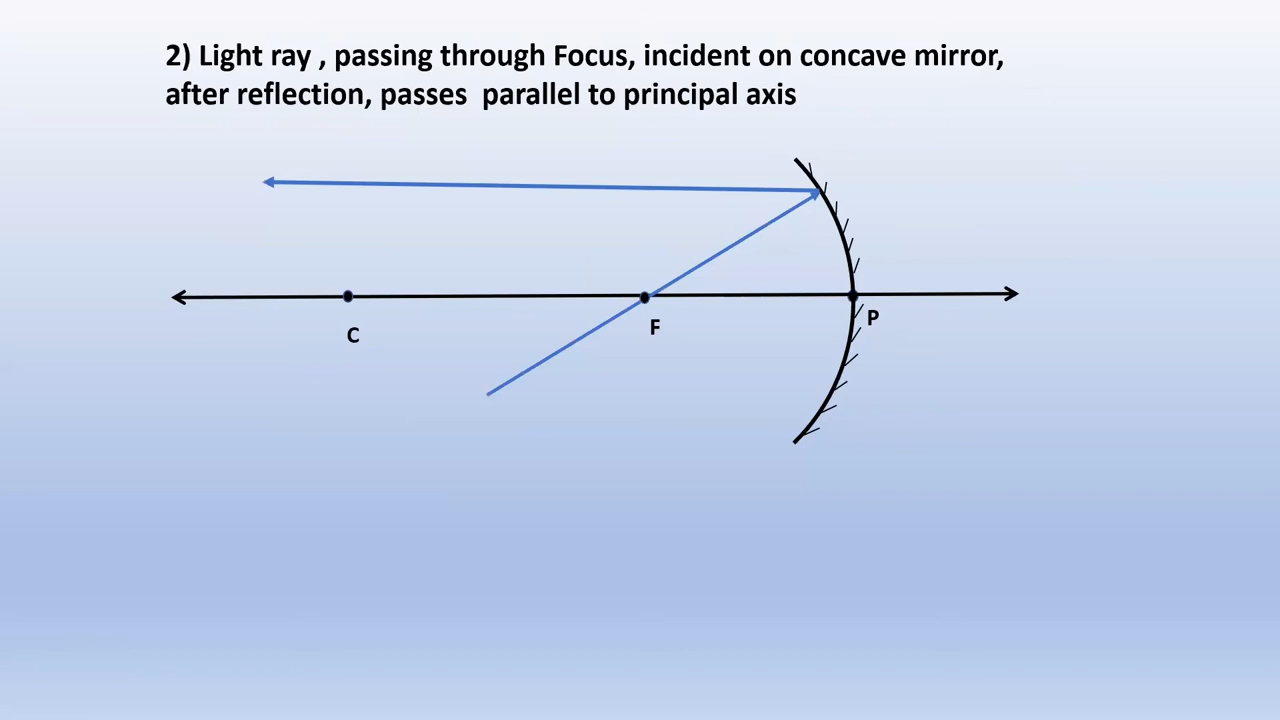 2) Light ray , passing through Focus, incident on concave mirror,
after reflection, passes  parallel to principal axis
C
F
P